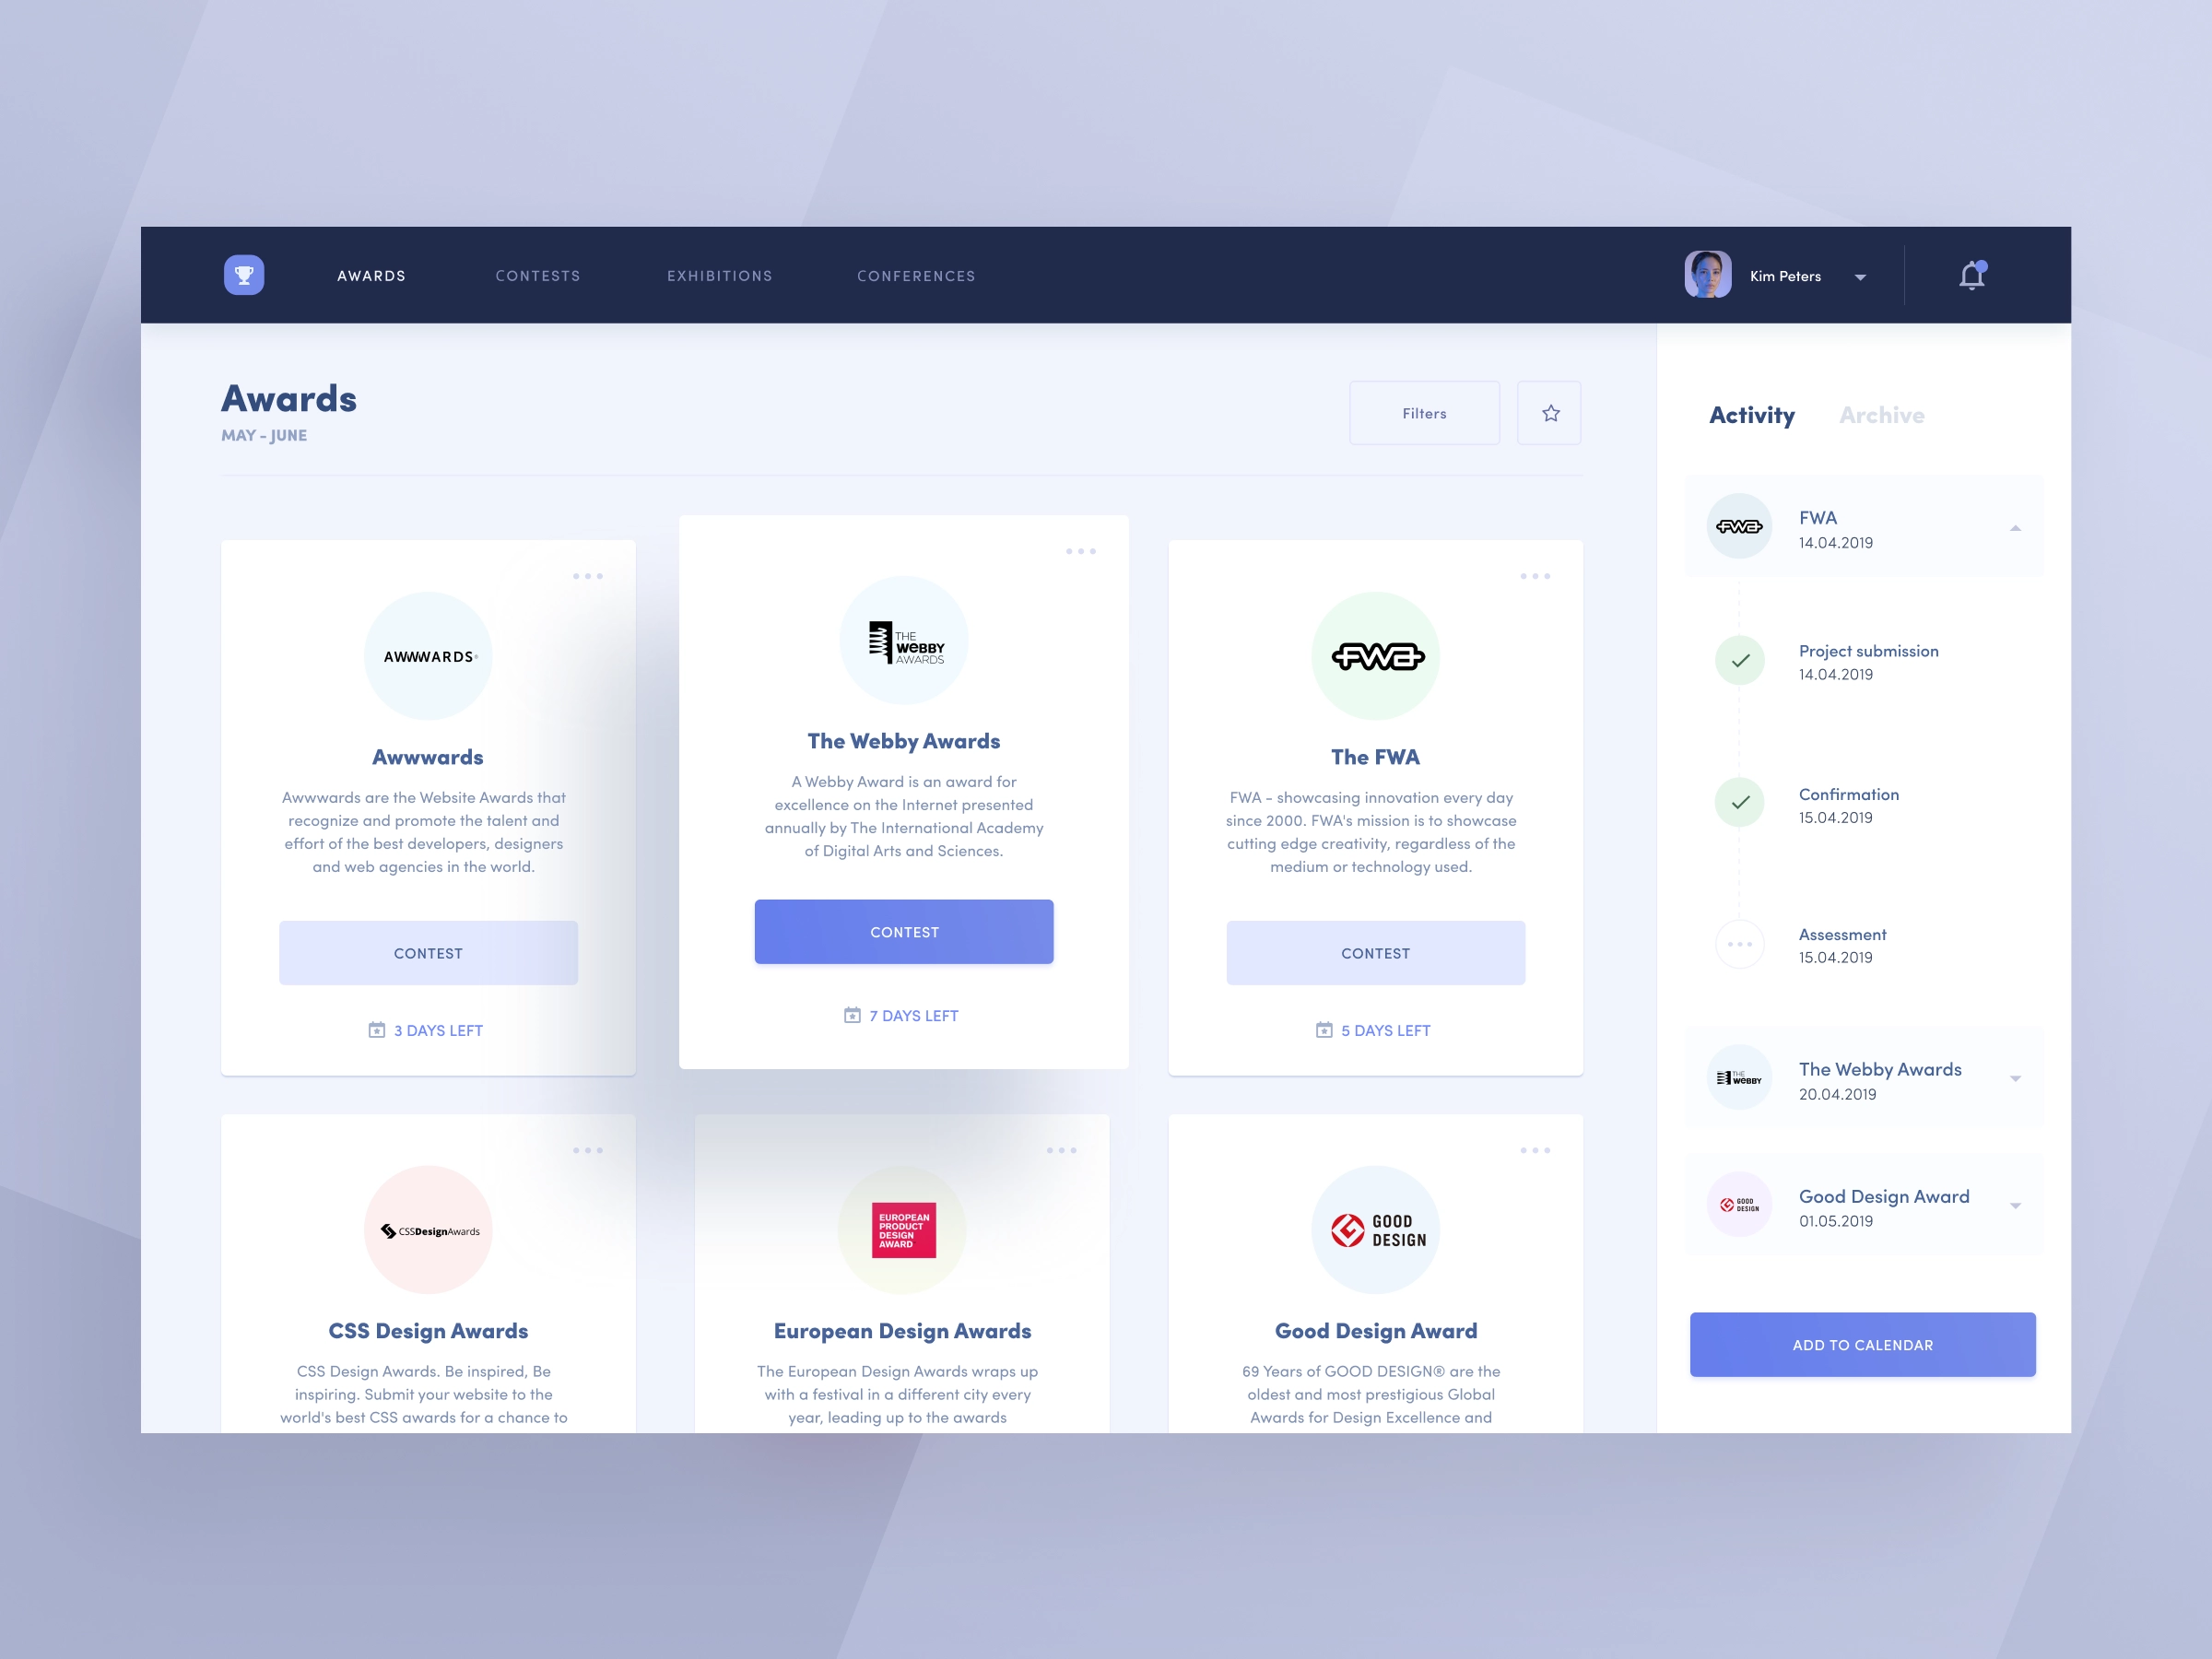 AWARDS
CONTESTS
EXHIBITIONS
CONFERENCES
Kim Peters
Awards
MAY - JUNE
Filters
AWWWARDS
Awwwards
Awwwards are the Website Awards that
recognize and promote the talent and
effort of the best developers, designers
and web agencies in the world.
CONTEST
3 DAYS LEFT
THE
WEBBY
AWARDS
The Webby Awards
A Webby Award is an award for
excellence on the Internet presented
annually by The International Academy
of Digital Arts and Sciences.
CONTEST
7 DAYS LEFT
FWA
The FWA
FWA - showcasing innovation every day
since 2000. FWA's mission is to showcase
cutting edge creativity, regardless of the
medium or technology used.
CONTEST
5 DAYS LEFT
CSSDesignAwards
CSS Design Awards
CSS Design Awards. Be inspired, Be
inspiring. Submit your website to the
world's best CSS awards for a chance to
EUROPEAN
PRODUCT
DESIGN
AWARD
European Design Awards
The European Design Awards wraps up
with a festival in a different city every
year, leading up to the awards
GOOD
DESIGN
Good Design Award
69 Years of GOOD DESIGN® are the
oldest and most prestigious Global
Awards for Design Excellence and
Activity
Archive
FWA
FWA
14.04.2019
Project submission
14.04.2019
Confirmation
15.04.2019
Assessment
15.04.2019
THE
WEBBY
The Webby Awards
20.04.2019
GOOD
DESIGN
Good Design Award
01.05.2019
ADD TO CALENDAR